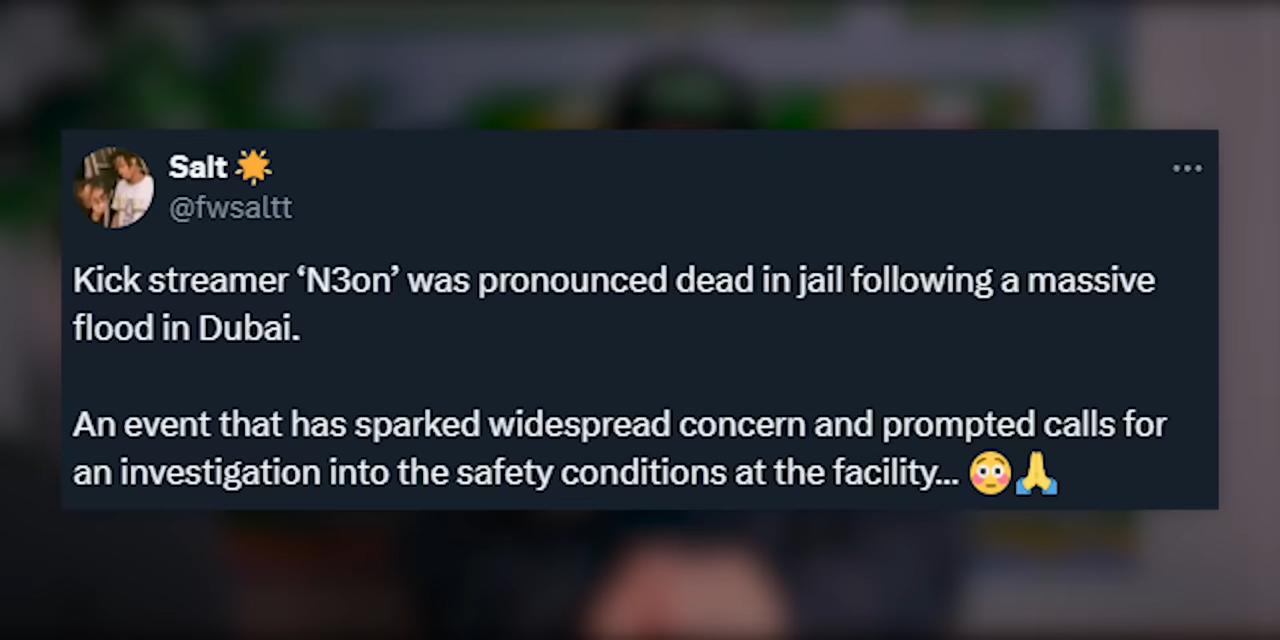 Salt 🌟
@fwsaltt
Kick streamer ‘N3on’ was pronounced dead in jail following a massive
flood in Dubai.
An event that has sparked widespread concern and prompted calls for
an investigation into the safety conditions at the facility... 😳🙏